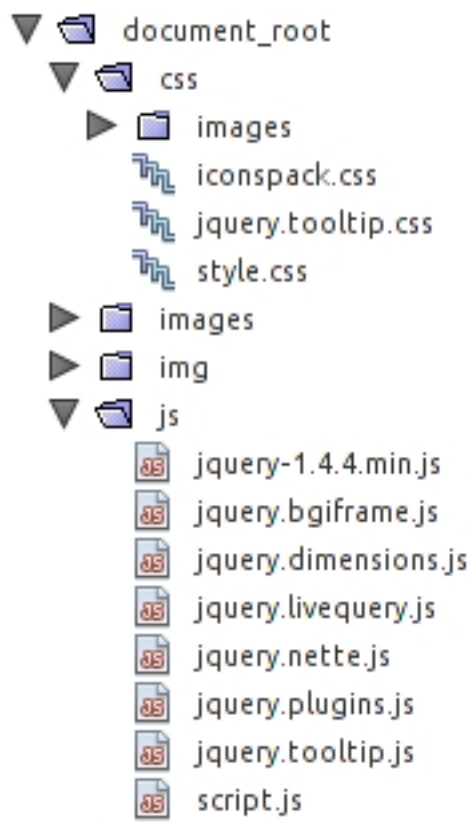 document_root
css
images
iconspack.css
jquery.tooltip.css
style.css
images
img
js
jquery-1.4.4.min.js
jquery.bgiframe.js
jquery.dimensions.js
jquery.livequery.js
jquery.nette.js
jquery.plugins.js
jquery.tooltip.js
script.js